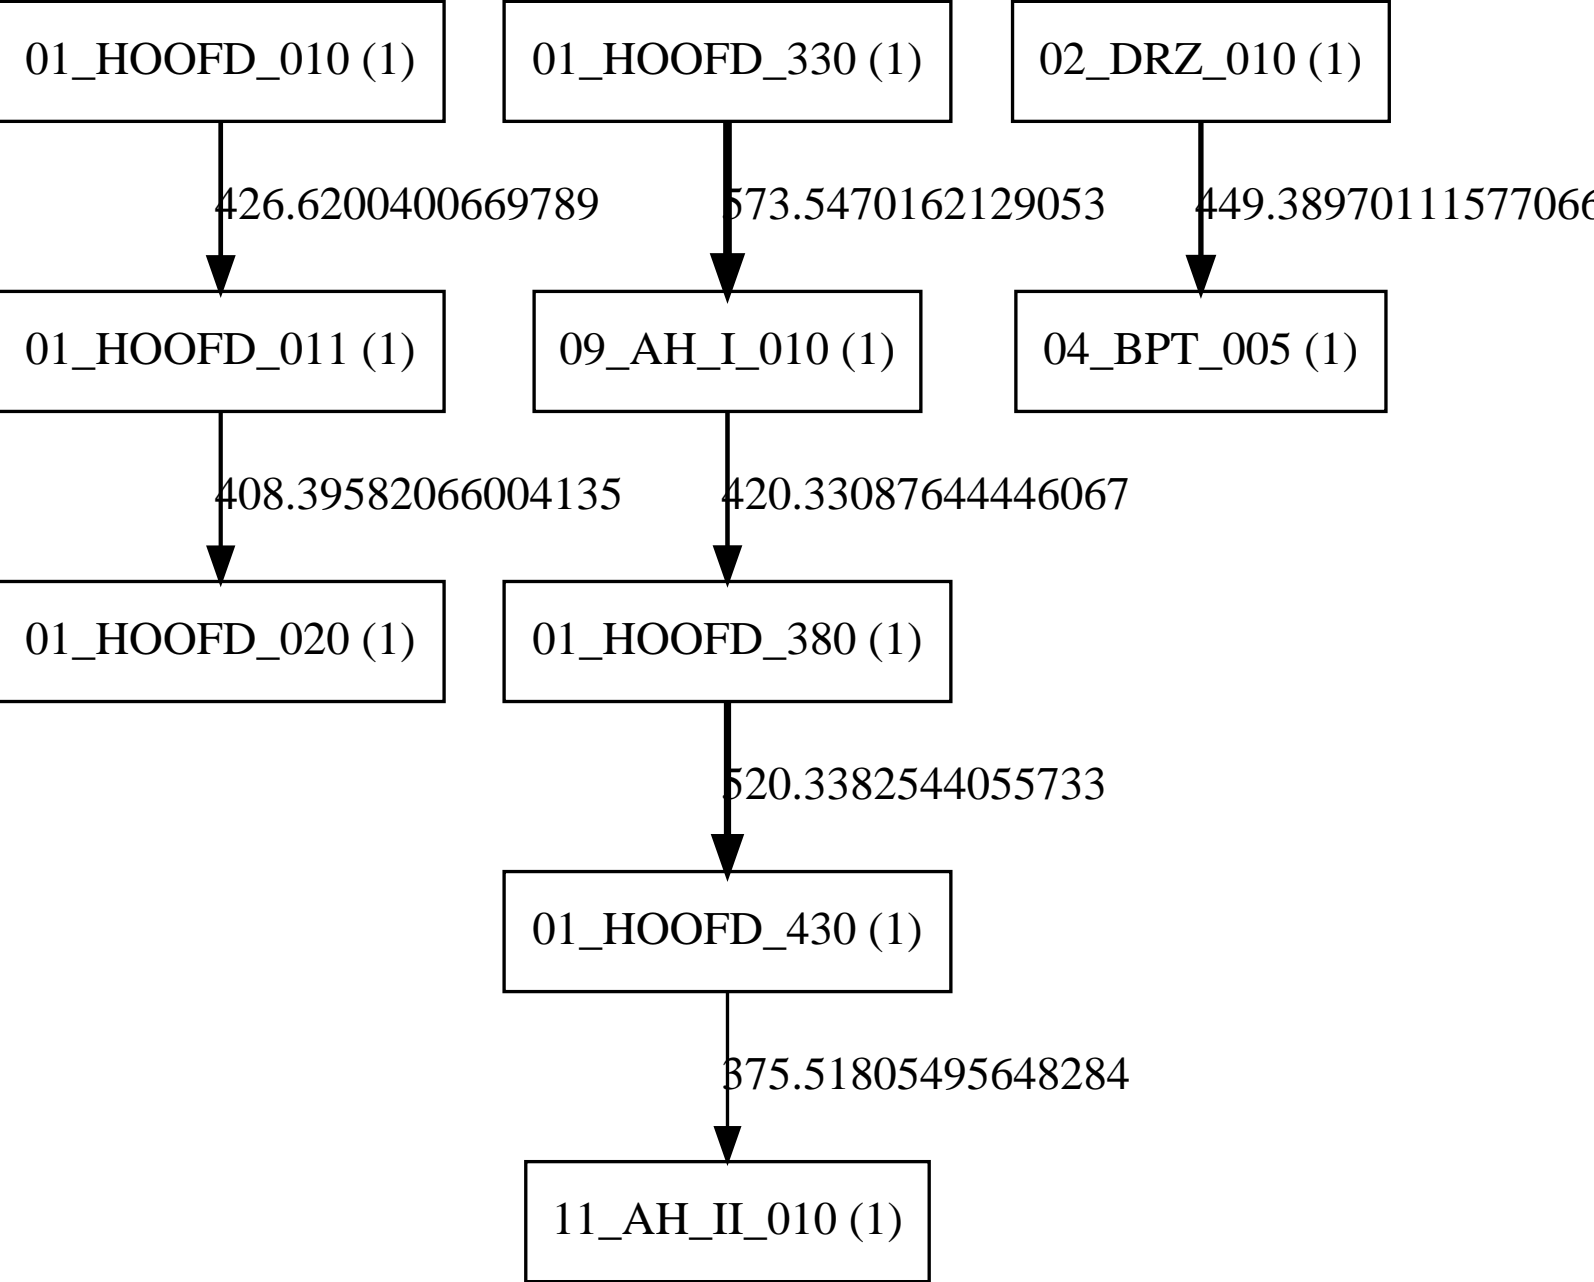 01_HOOFD_010 (1)
01_HOOFD_330 (1)
02_DRZ_010 (1)
426.6200400669789
573.5470162129053
449.38970111577066
01_HOOFD_011 (1)
09_AH_I_010 (1)
04_BPT_005 (1)
408.39582066004135
420.33087644446067
01_HOOFD_020 (1)
01_HOOFD_380 (1)
520.3382544055733
01_HOOFD_430 (1)
375.51805495648284
11_AH_II_010 (1)